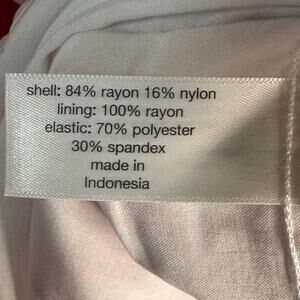 shell: 84% rayon 16% nylon
lining: 100% rayon
elastic: 70% polyester
30% spandex
made in
Indonesia